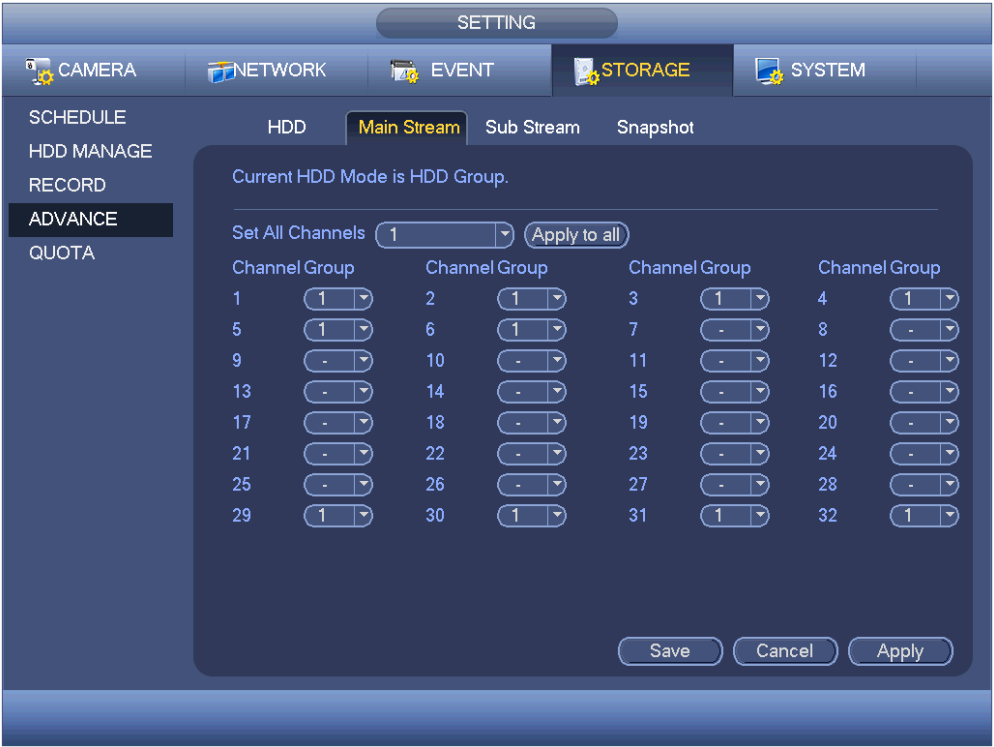 SETTING
CAMERA NETWORK EVENT STORAGE SYSTEM
SCHEDULE
HDD MANAGE
RECORD
ADVANCE
QUOTA
HDD Main Stream Sub Stream Snapshot
Current HDD Mode is HDD Group.
Set All Channels 1 Apply to all
Channel Group Channel Group Channel Group Channel Group
1 1 2 1 3 1 4 1
5 1 6 1 7 - 8 -
9 - 10 - 11 - 12 -
13 - 14 - 15 - 16 -
17 - 18 - 19 - 20 -
21 - 22 - 23 - 24 -
25 - 26 - 27 - 28 -
29 1 30 1 31 1 32 1
Save Cancel Apply